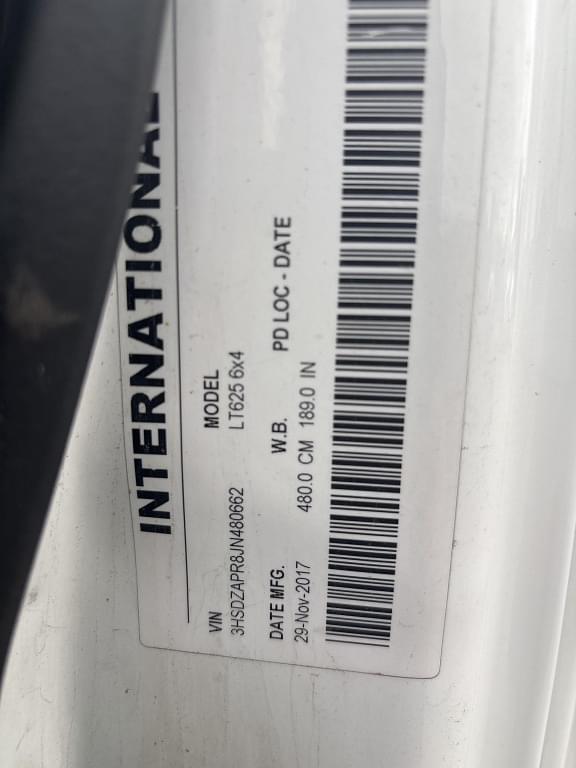 INTERNATIONAL
VIN MODEL
3HSDZAPR8JN480662 LT625 6x4
DATE MFG. W.B. PD LOC - DATE
29-Nov-2017 480.0 CM 189.0 IN